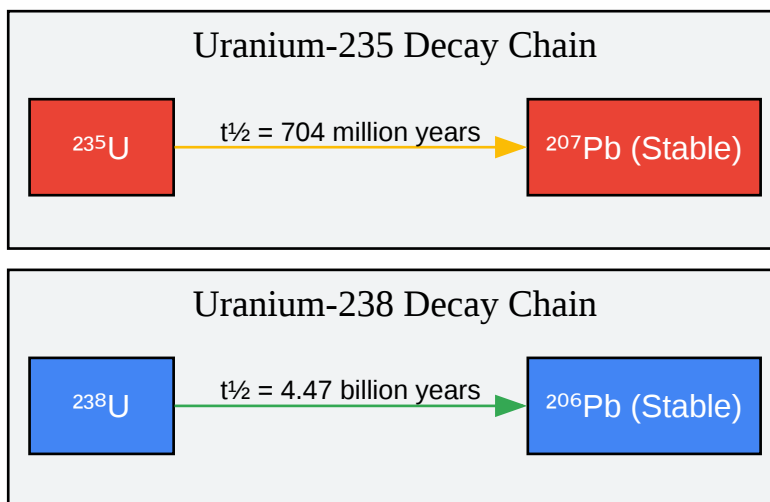 Uranium-235 Decay Chain
²³⁵U
t½ = 704 million years
²⁰⁷Pb (Stable)
Uranium-238 Decay Chain
²³⁸U
t½ = 4.47 billion years
²⁰⁶Pb (Stable)